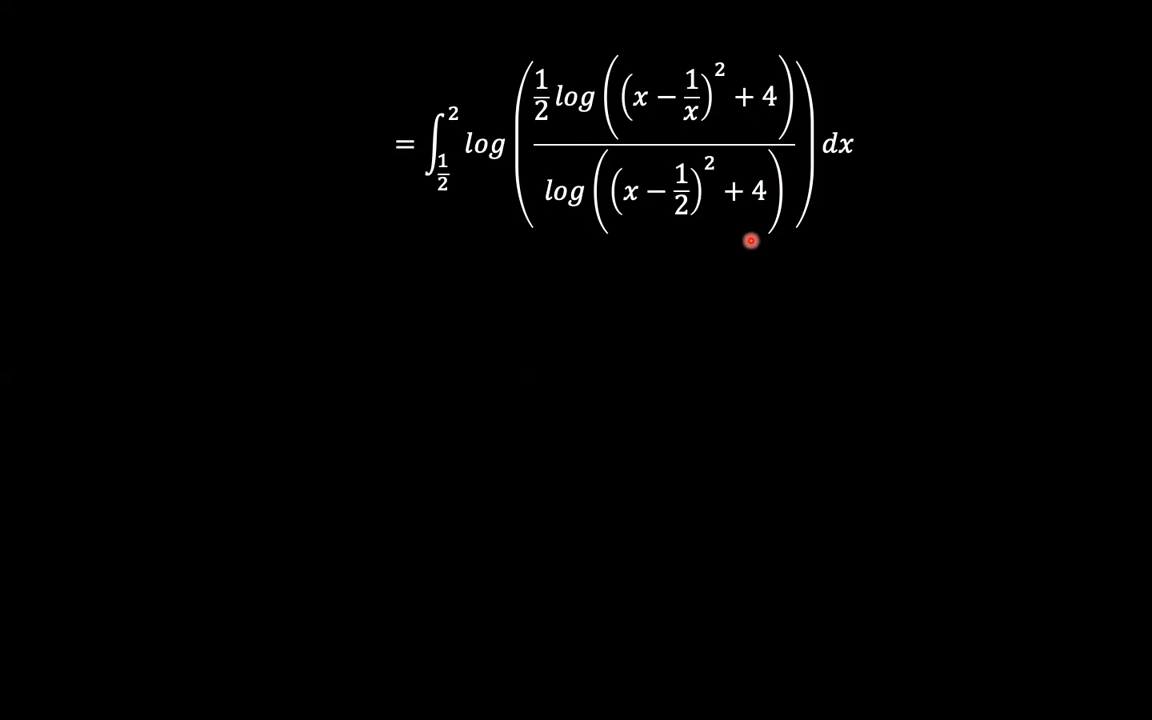 = ∫_{1/2}^{2} log( (1/2 log((x − 1/x)^2 + 4)) / (log((x − 1/2)^2 + 4)) ) dx